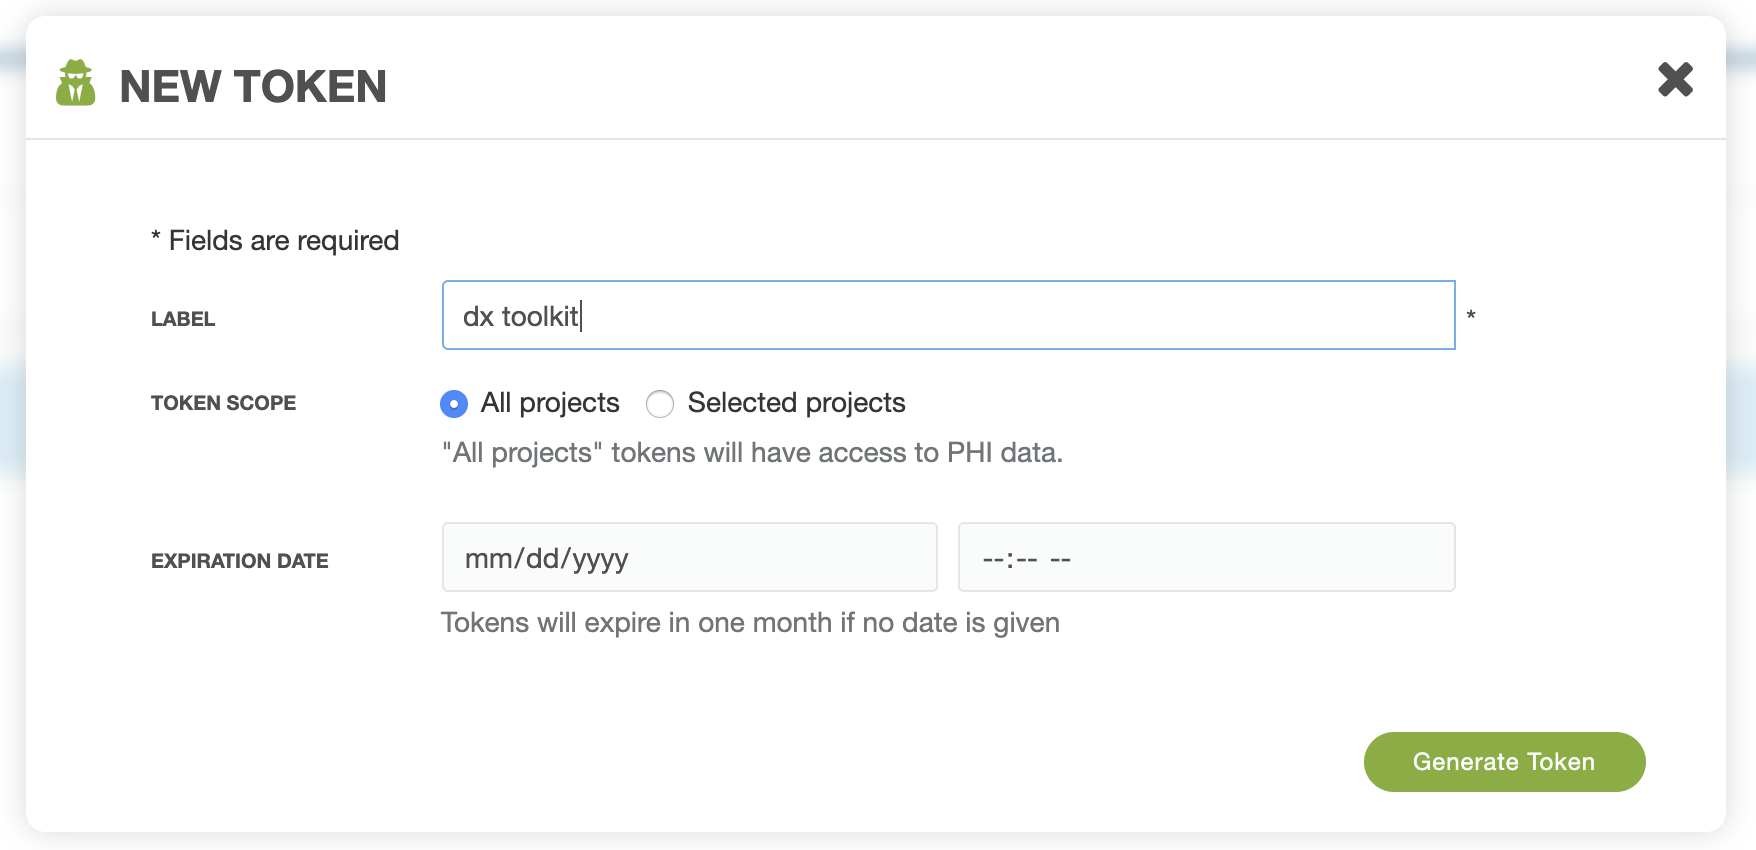 NEW TOKEN
* Fields are required
LABEL
dx toolkit
*
TOKEN SCOPE
All projects
Selected projects
"All projects" tokens will have access to PHI data.
EXPIRATION DATE
mm/dd/yyyy
--:-- --
Tokens will expire in one month if no date is given
Generate Token